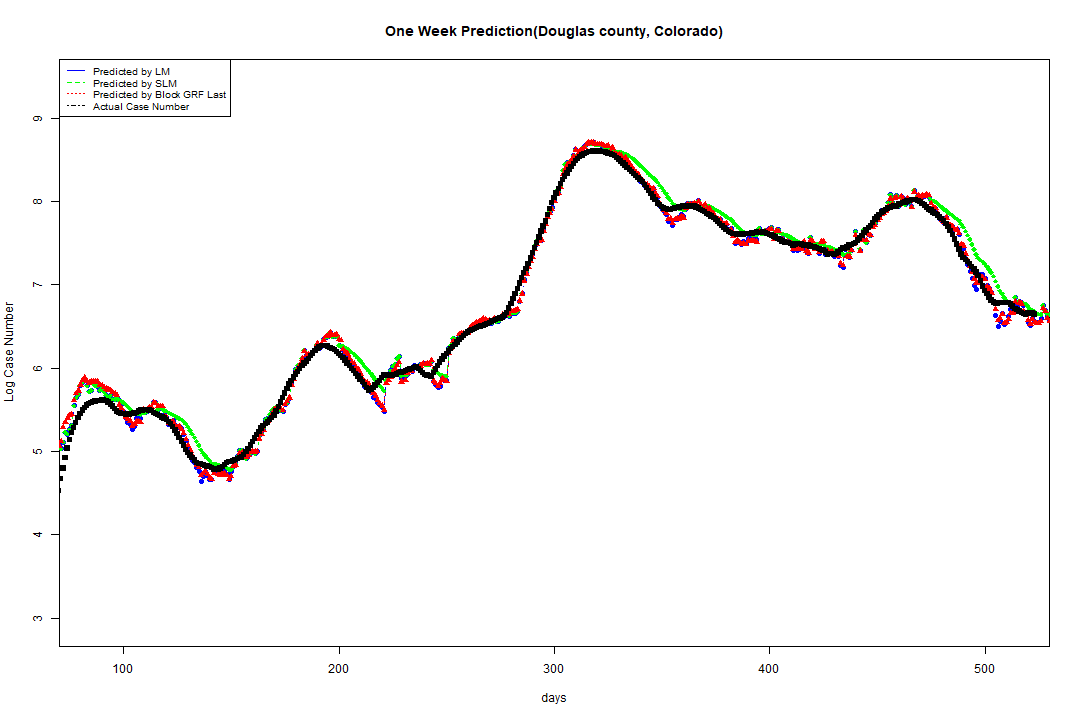 One Week Prediction(Douglas county, Colorado)
Predicted by LM
Predicted by SLM
Predicted by Block GRF Last
Actual Case Number
9
8
7
6
5
4
3
Log Case Number
100 200 300 400 500
days